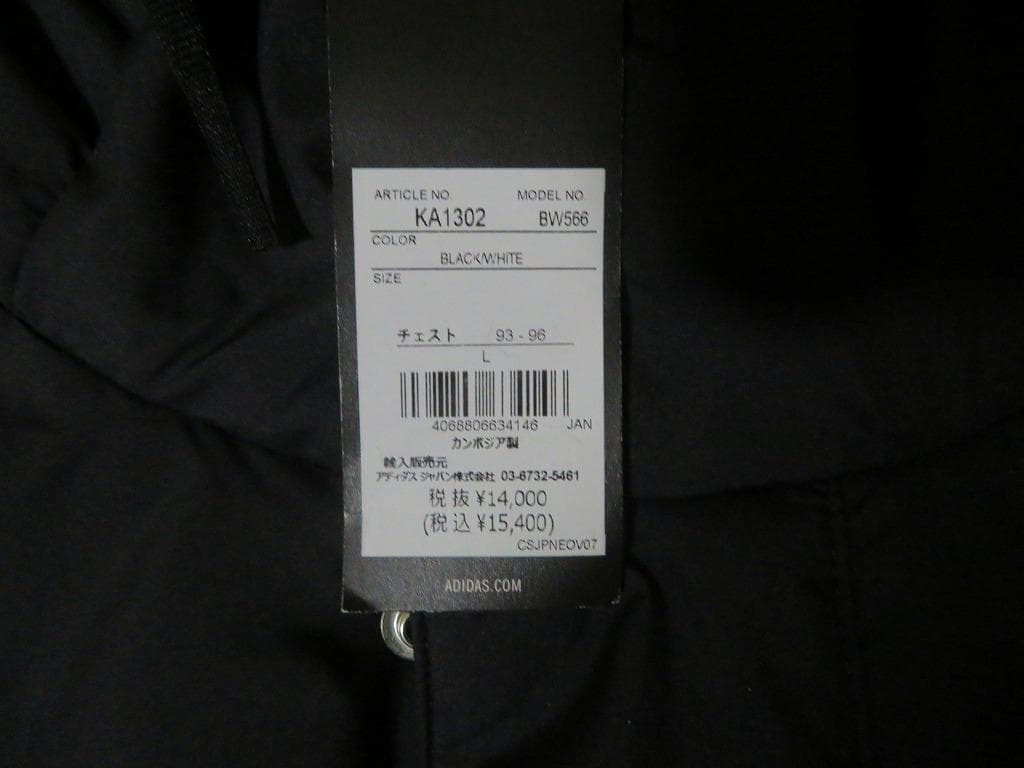 ARTICLE NO. MODEL NO.
KA1302 BW566
COLOR
BLACK/WHITE
SIZE
チェスト 93 - 96
L
4068806634146 JAN
カンボジア製
輸入販売元
アディダス ジャパン株式会社 03-6732-5461
税抜 ¥14,000
(税込 ¥15,400)
CSJPNEOV07
ADIDAS.COM